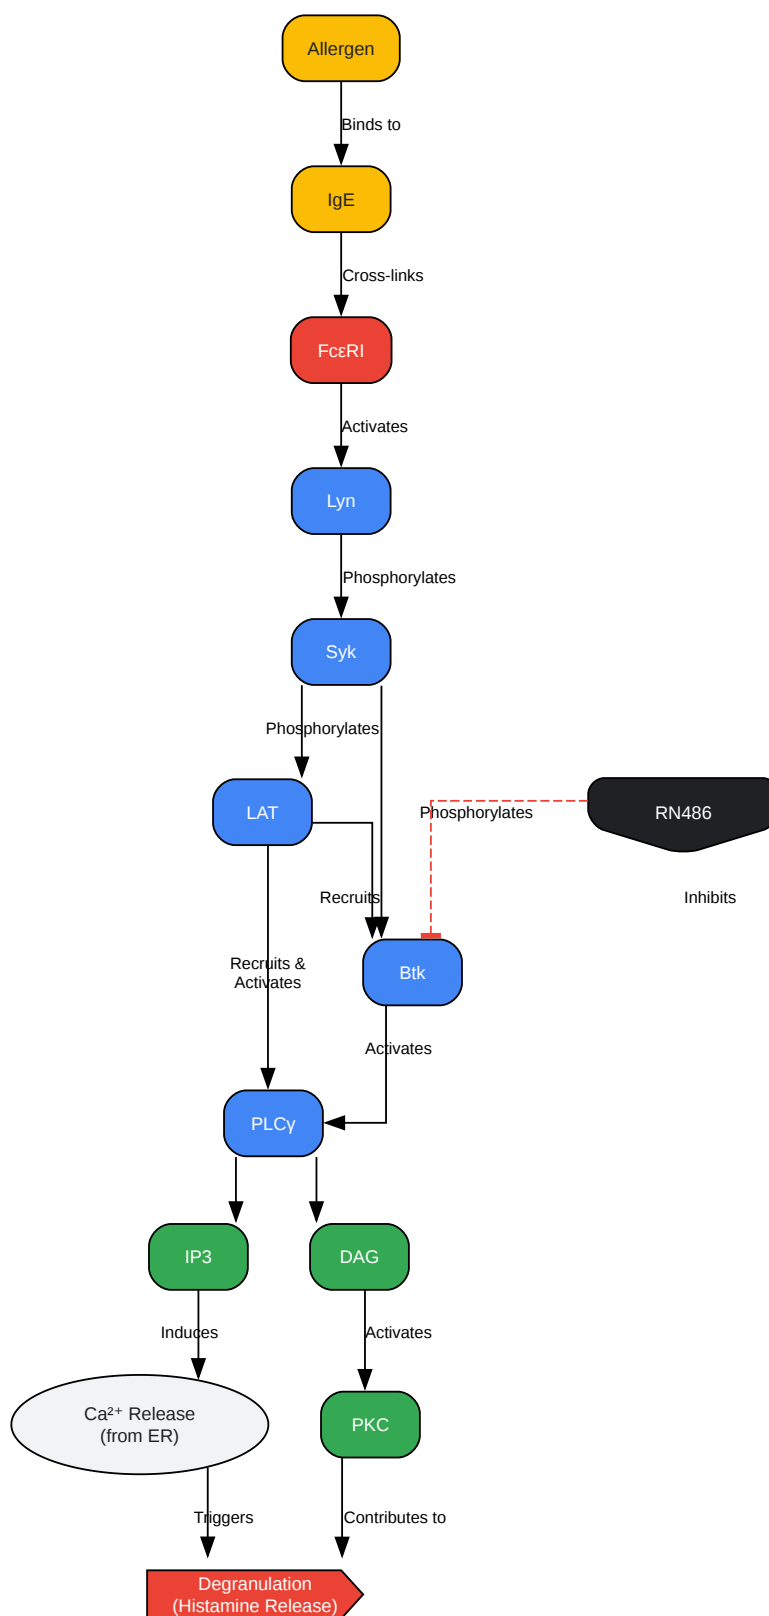 Allergen
Binds to
IgE
Cross-links
FcεRI
Activates
Lyn
Phosphorylates
Syk
Phosphorylates
LAT
Phosphorylates
RN486
Recruits
Inhibits
Recruits &
Activates
Btk
Activates
PLCγ
IP3
DAG
Induces
Activates
Ca²⁺ Release
(from ER)
PKC
Triggers
Contributes to
Degranulation
(Histamine Release)